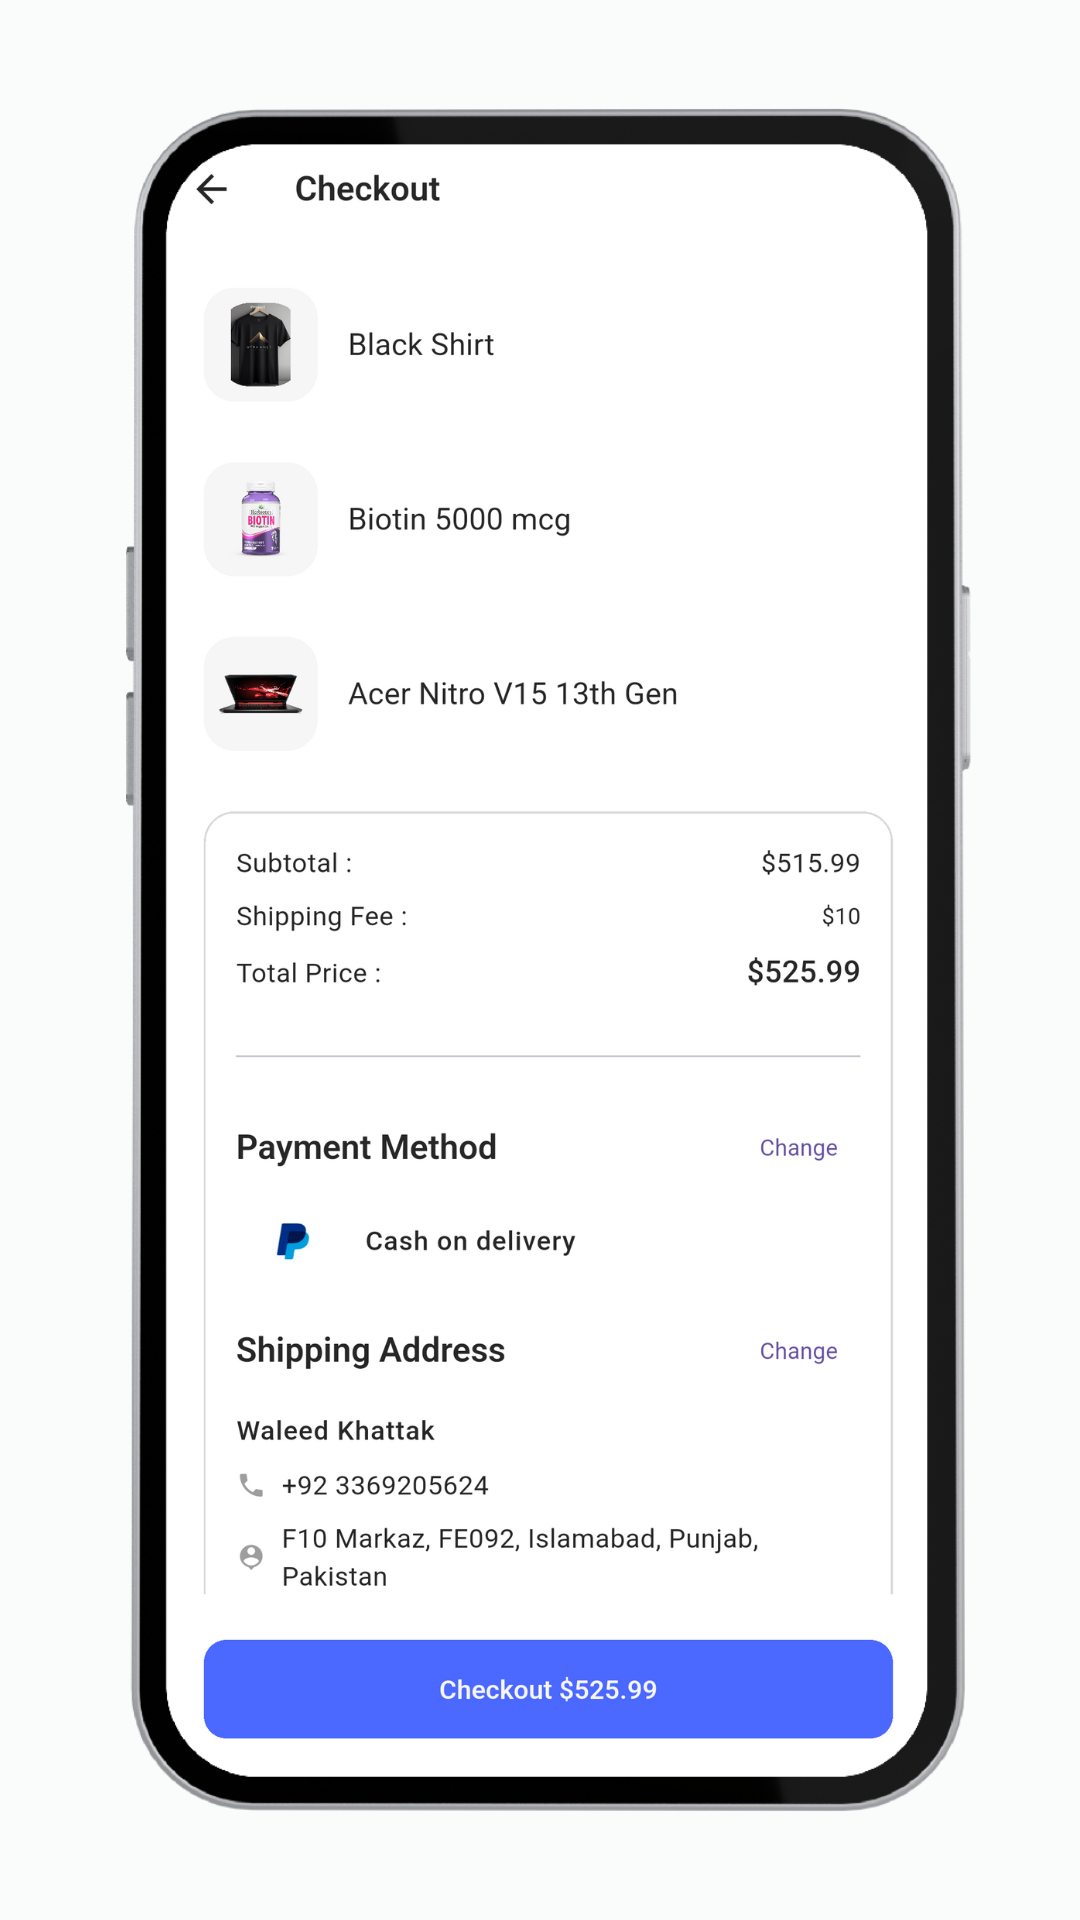 Checkout
Black Shirt
BIOTIN
Biotin 5000 mcg
Acer Nitro V15 13th Gen
Subtotal : $515.99
Shipping Fee : $10
Total Price : $525.99
Payment Method Change
Cash on delivery
Shipping Address Change
Waleed Khattak
+92 3369205624
F10 Markaz, FE092, Islamabad, Punjab,
Pakistan
Checkout $525.99